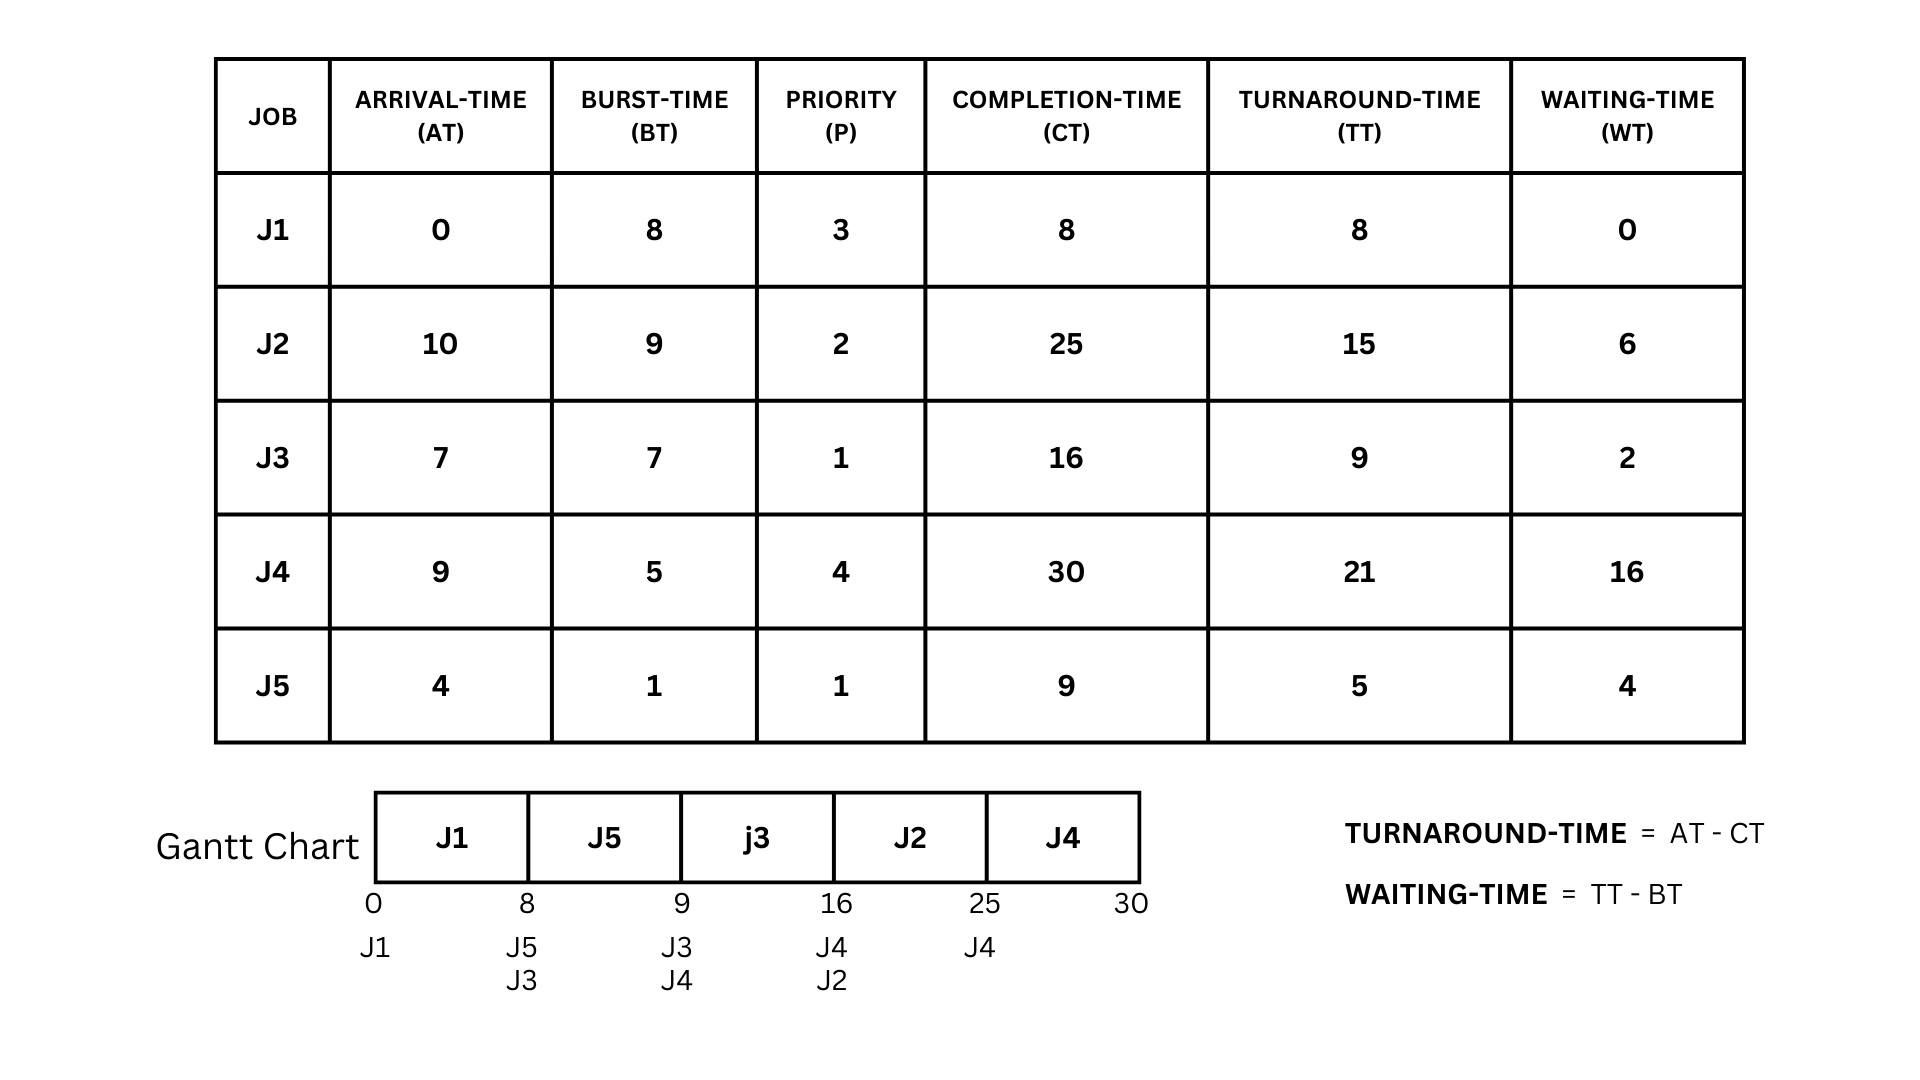 JOB ARRIVAL-TIME (AT) BURST-TIME (BT) PRIORITY (P) COMPLETION-TIME (CT) TURNAROUND-TIME (TT) WAITING-TIME (WT)
J1 0 8 3 8 8 0
J2 10 9 2 25 15 6
J3 7 7 1 16 9 2
J4 9 5 4 30 21 16
J5 4 1 1 9 5 4
Gantt Chart J1 J5 j3 J2 J4
0 8 9 16 25 30
J1 J5 J3 J4 J4
J3 J4 J2
TURNAROUND-TIME = AT - CT
WAITING-TIME = TT - BT